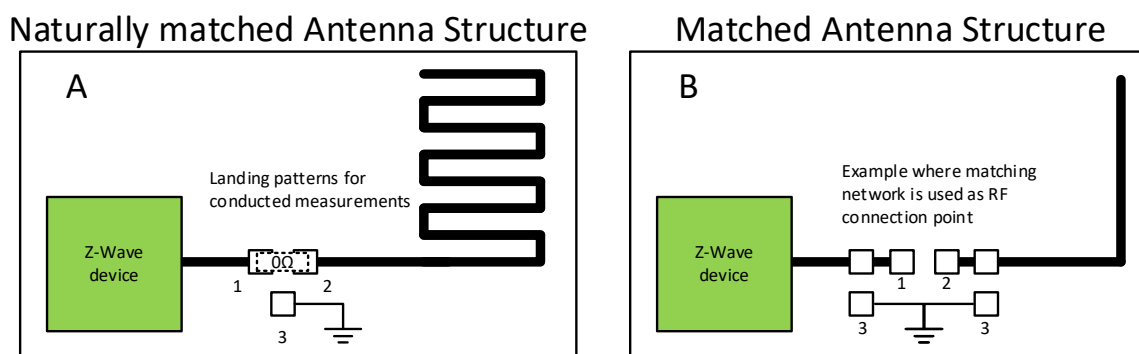 Naturally matched Antenna Structure
Matched Antenna Structure
A
Landing patterns for
conducted measurements
Z-Wave
device
0Ω
1
2
3
B
Example where matching
network is used as RF
connection point
Z-Wave
device
1
2
3
3